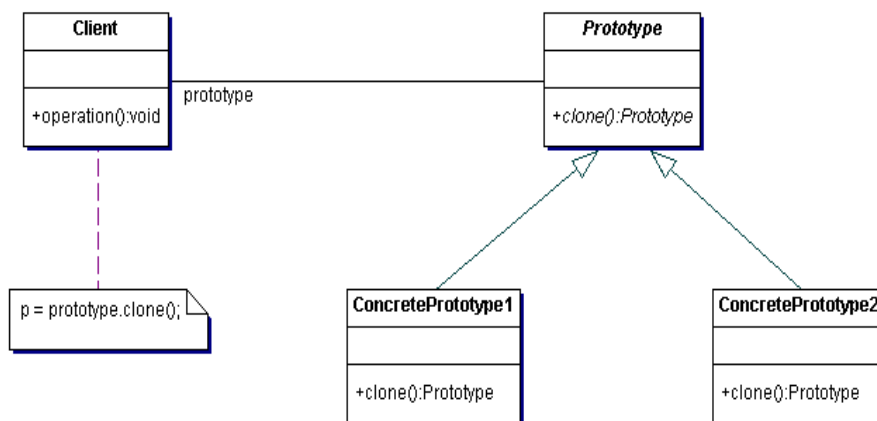 Client
Prototype
prototype
+operation():void
+clone():Prototype
p = prototype.clone();
ConcretePrototype1
ConcretePrototype2
+clone():Prototype
+clone():Prototype